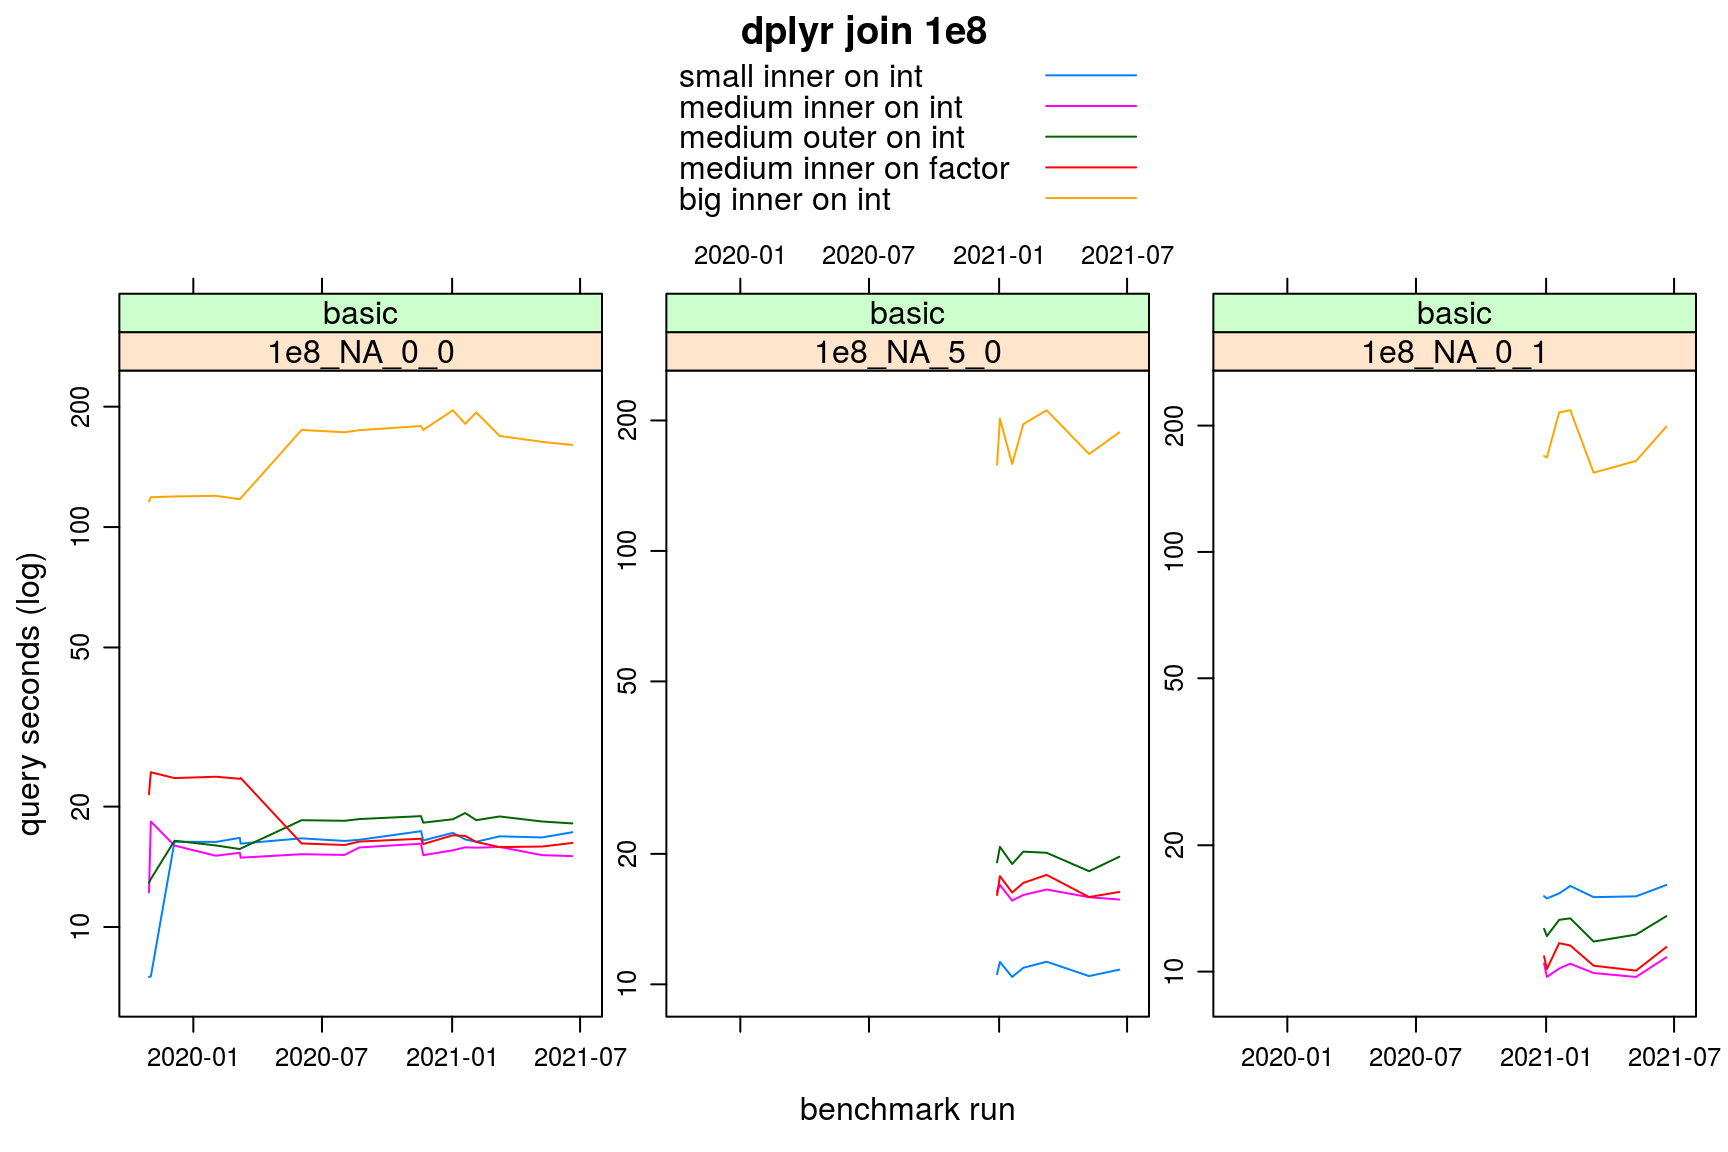 dplyr join 1e8
small inner on int
medium inner on int
medium outer on int
medium inner on factor
big inner on int
2020-01 2020-07 2021-01 2021-07
basic basic basic
1e8_NA_0_0 1e8_NA_5_0 1e8_NA_0_1
query seconds (log)
200
100
50
20
10
200
100
50
20
10
200
100
50
20
10
2020-01 2020-07 2021-01 2021-07 2020-01 2020-07 2021-01 2021-07
benchmark run